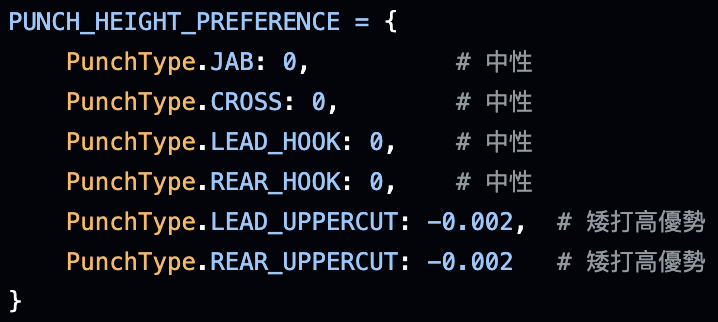 PUNCH_HEIGHT_PREFERENCE = {
    PunchType.JAB: 0,          # 中性
    PunchType.CROSS: 0,        # 中性
    PunchType.LEAD_HOOK: 0,    # 中性
    PunchType.REAR_HOOK: 0,    # 中性
    PunchType.LEAD_UPPERCUT: -0.002,  # 矮打高優勢
    PunchType.REAR_UPPERCUT: -0.002   # 矮打高優勢
}